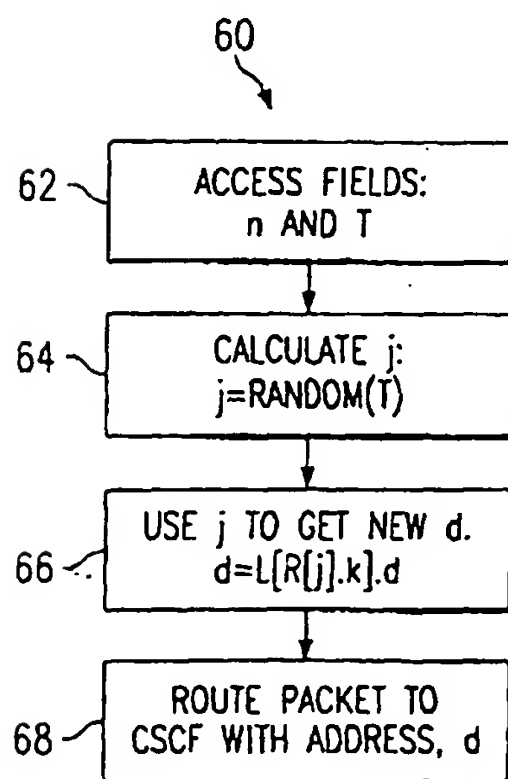 60
62
ACCESS FIELDS:
n AND T
64
CALCULATE j:
j=RANDOM(T)
66
USE j TO GET NEW d.
d=L[R[j].k].d
68
ROUTE PACKET TO
CSCF WITH ADDRESS, d